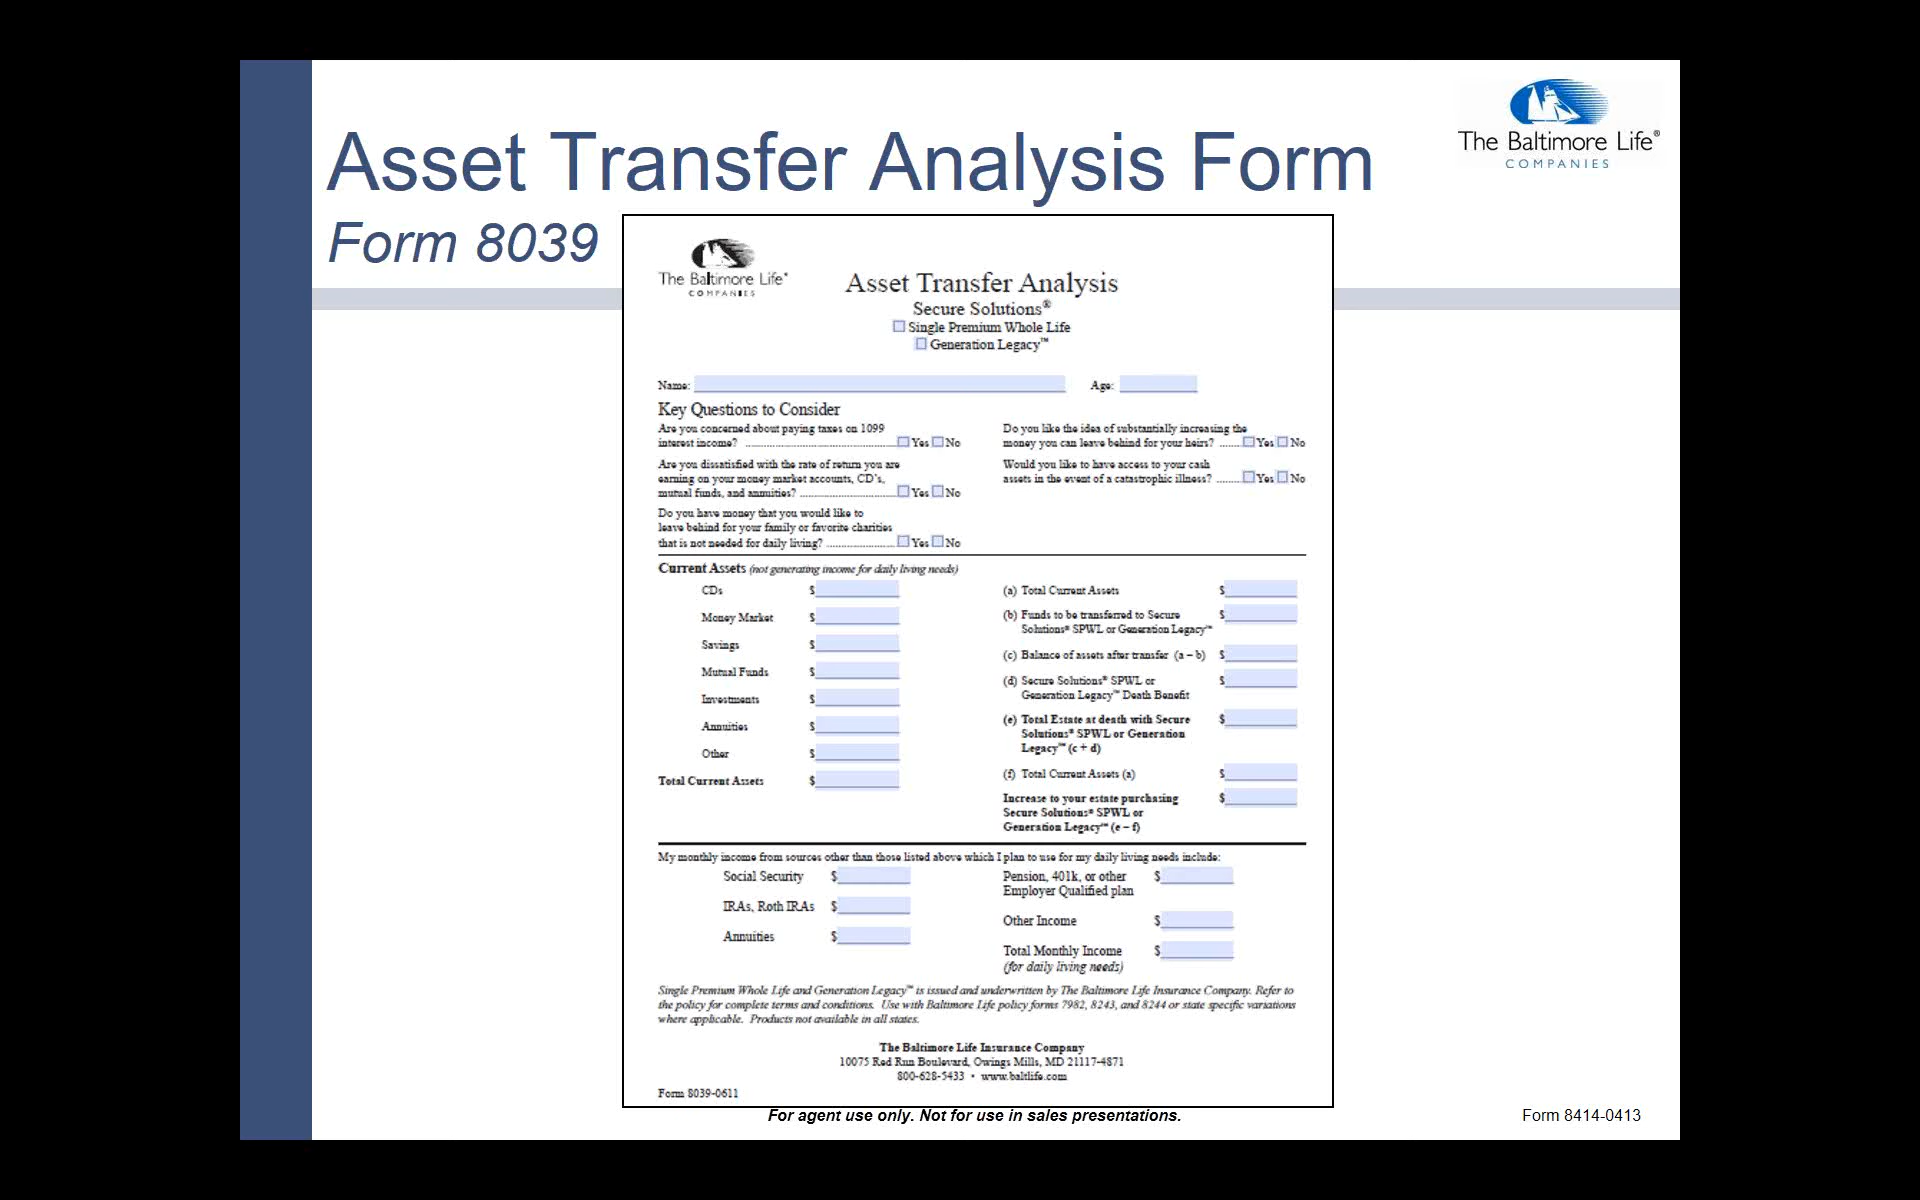 The Baltimore Life®
COMPANIES
Asset Transfer Analysis Form
Form 8039
The Baltimore Life®
COMPANIES
Asset Transfer Analysis
Secure Solutions®
Single Premium Whole Life
Generation Legacy™
Name: Age:
Key Questions to Consider
Are you concerned about paying taxes on 1099
interest income? Yes No
Are you dissatisfied with the rate of return you are
earning on your money market accounts, CD's,
mutual funds, and annuities? Yes No
Do you have money that you would like to
leave behind for your family or favorite charities
that is not needed for daily living? Yes No
Do you like the idea of substantially increasing the
money you can leave behind for your heirs? Yes No
Would you like to have access to your cash
assets in the event of a catastrophic illness? Yes No
Current Assets (not generating income for daily living needs)
CDs $
Money Market $
Savings $
Mutual Funds $
Investments $
Annuities $
Other $
Total Current Assets $
(a) Total Current Assets $
(b) Funds to be transferred to Secure $
Solutions® SPWL or Generation Legacy™
(c) Balance of assets after transfer (a – b) $
(d) Secure Solutions® SPWL or $
Generation Legacy™ Death Benefit
(e) Total Estate at death with Secure $
Solutions® SPWL or Generation
Legacy™ (c + d)
(f) Total Current Assets (a) $
Increase to your estate purchasing $
Secure Solutions® SPWL or
Generation Legacy™ (e – f)
My monthly income from sources other than those listed above which I plan to use for my daily living needs include:
Social Security $
IRAs, Roth IRAs $
Annuities $
Pension, 401k, or other $
Employer Qualified plan
Other Income $
Total Monthly Income $
(for daily living needs)
Single Premium Whole Life and Generation Legacy™ is issued and underwritten by The Baltimore Life Insurance Company. Refer to
the policy for complete terms and conditions. Use with Baltimore Life policy forms 7982, 8243, and 8244 or state specific variations
where applicable. Products not available in all states.
The Baltimore Life Insurance Company
10075 Red Run Boulevard, Owings Mills, MD 21117-4871
800-628-5433 • www.baltlife.com
Form 8039-0611
For agent use only. Not for use in sales presentations.
Form 8414-0413